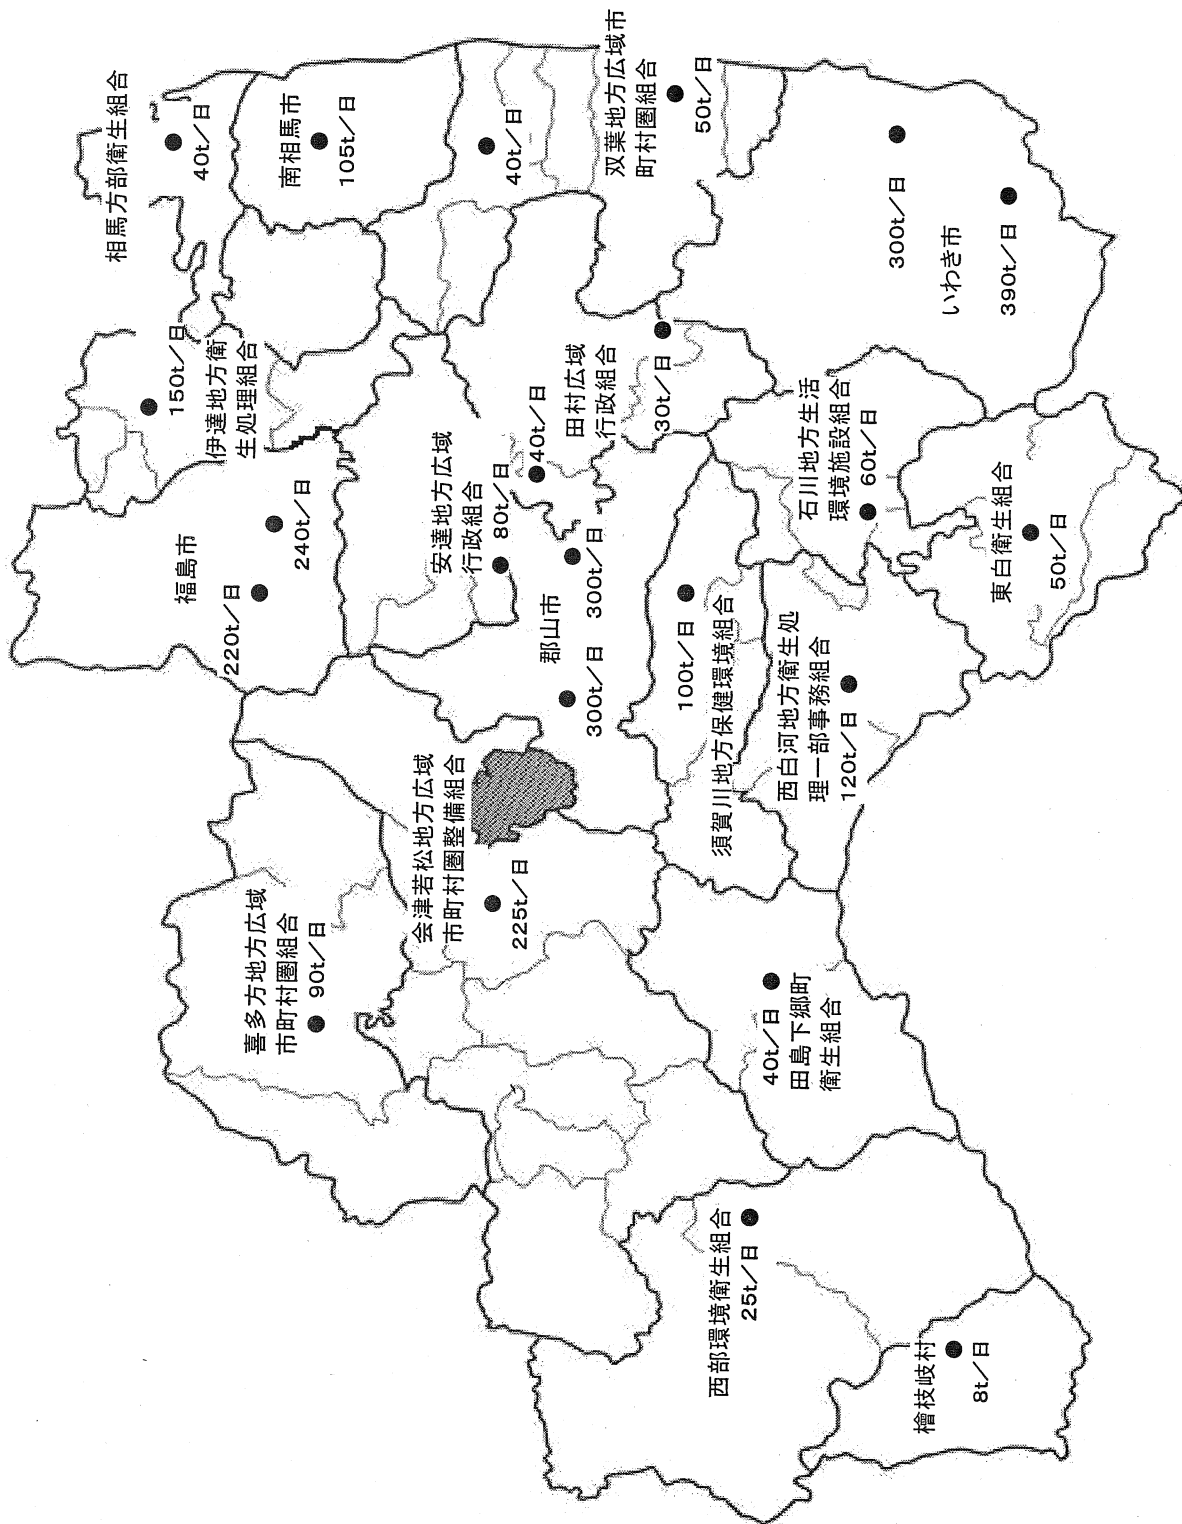 相馬方部衛生組合
40t/日
南相馬市
105t/日
40t/日
双葉地方広域市
町村圏組合
50t/日
300t/日
いわき市
390t/日
150t/日
伊達地方衛
生処理組合
福島市
220t/日
240t/日
安達地方広域
行政組合
80t/日
40t/日
田村広域
行政組合
30t/日
郡山市
300t/日
300t/日
石川地方生活
環境施設組合
60t/日
東白衛生組合
50t/日
100t/日
須賀川地方保健環境組合
西白河地方衛生処
理一部事務組合
120t/日
会津若松地方広域
市町村圏整備組合
225t/日
喜多方地方広域
市町村圏組合
90t/日
40t/日
田島下郷町
衛生組合
西部環境衛生組合
25t/日
檜枝岐村
8t/日